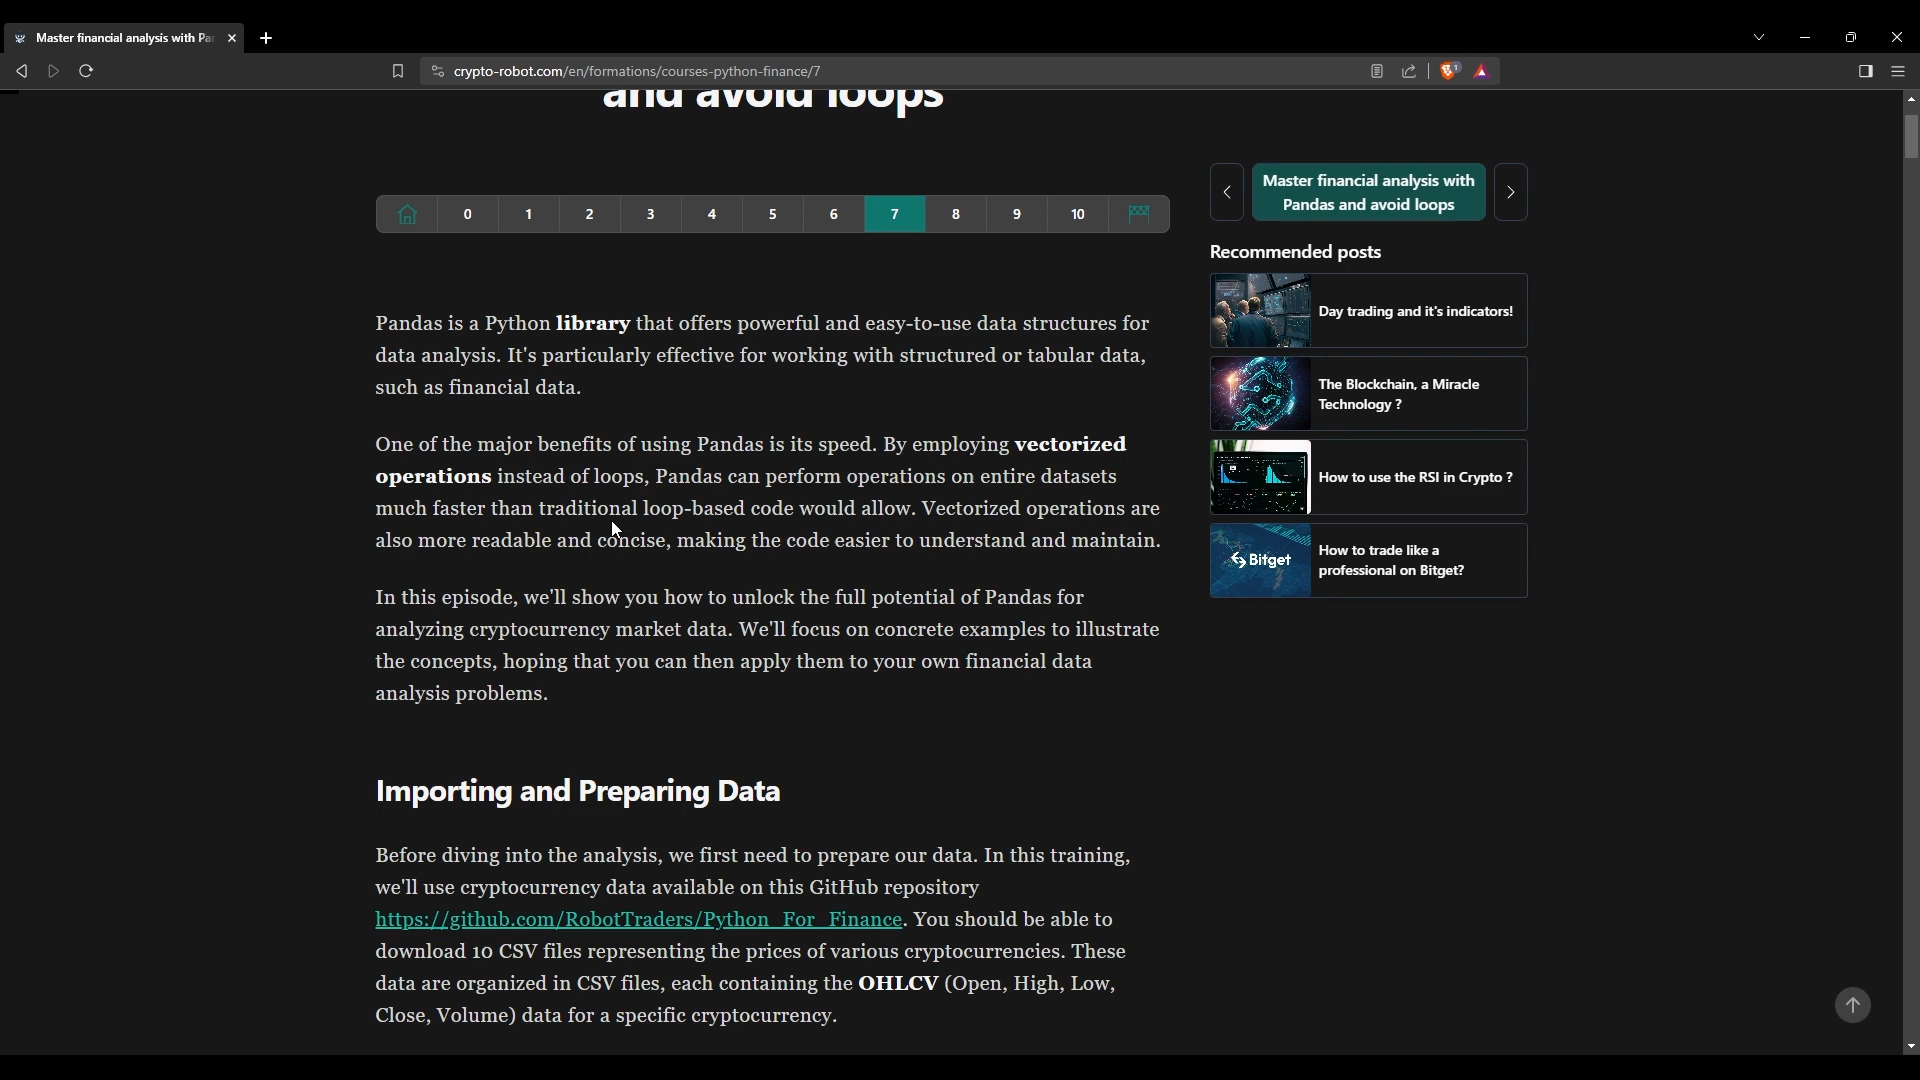 Master financial analysis with Pa
crypto-robot.com/en/formations/courses-python-finance/7
1
and avoid loops
0 1 2 3 4 5 6 7 8 9 10
Pandas is a Python library that offers powerful and easy-to-use data structures for
data analysis. It's particularly effective for working with structured or tabular data,
such as financial data.
One of the major benefits of using Pandas is its speed. By employing vectorized
operations instead of loops, Pandas can perform operations on entire datasets
much faster than traditional loop-based code would allow. Vectorized operations are
also more readable and concise, making the code easier to understand and maintain.
In this episode, we'll show you how to unlock the full potential of Pandas for
analyzing cryptocurrency market data. We'll focus on concrete examples to illustrate
the concepts, hoping that you can then apply them to your own financial data
analysis problems.
Importing and Preparing Data
Before diving into the analysis, we first need to prepare our data. In this training,
we'll use cryptocurrency data available on this GitHub repository
https://github.com/RobotTraders/Python_For_Finance. You should be able to
download 10 CSV files representing the prices of various cryptocurrencies. These
data are organized in CSV files, each containing the OHLCV (Open, High, Low,
Close, Volume) data for a specific cryptocurrency.
Master financial analysis with
Pandas and avoid loops
Recommended posts
Day trading and it's indicators!
The Blockchain, a Miracle
Technology ?
How to use the RSI in Crypto ?
Bitget
How to trade like a
professional on Bitget?